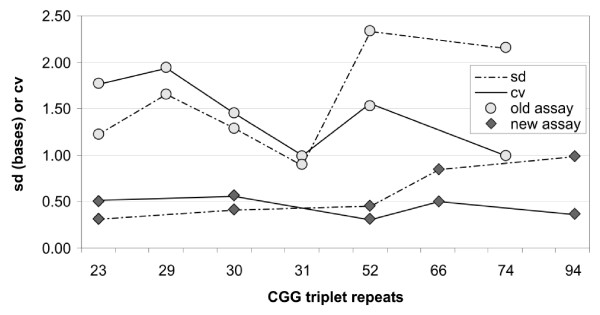 2.50
2.00
1.50
1.00
0.50
0.00
sd (bases) or cv
sd
cv
old assay
new assay
23 29 30 31 52 66 74 94
CGG triplet repeats